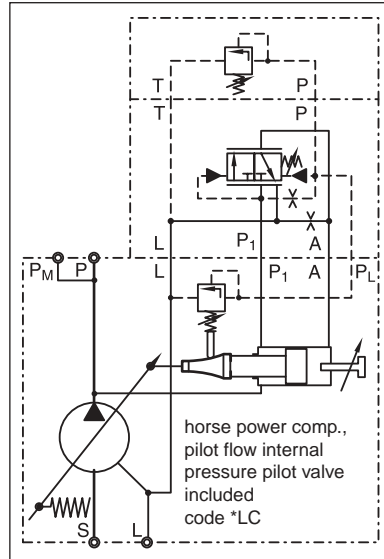 T P
T P
L P1 A
PM P L P1 A PL
horse power comp.,
pilot flow internal
pressure pilot valve
included
code *LC
S L